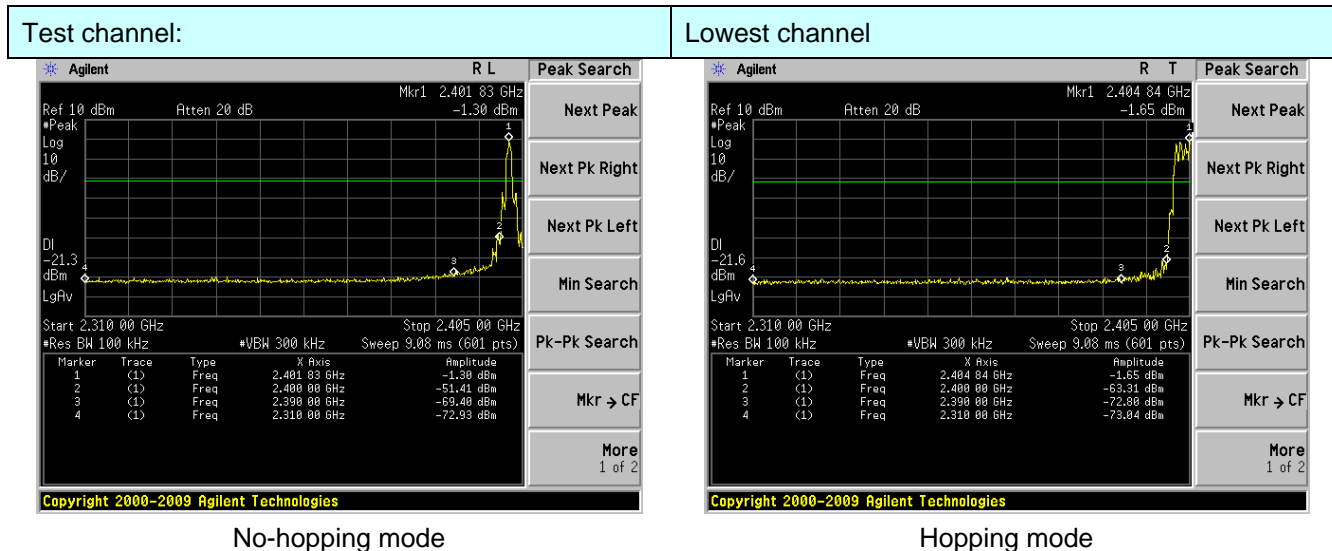 Test channel: Lowest channel
Agilent R L Peak Search
Mkr1 2.401 83 GHz
Ref 10 dBm Atten 20 dB -1.30 dBm
#Peak
Log
10
dB/
DI
-21.3
dBm
LgAv
1
2
3
4
Start 2.310 00 GHz Stop 2.405 00 GHz
#Res BW 100 kHz #VBW 300 kHz Sweep 9.08 ms (601 pts)
Marker Trace Type X Axis Amplitude
1 (1) Freq 2.401 83 GHz -1.30 dBm
2 (1) Freq 2.400 00 GHz -51.41 dBm
3 (1) Freq 2.390 00 GHz -69.40 dBm
4 (1) Freq 2.310 00 GHz -72.93 dBm
Next Peak
Next Pk Right
Next Pk Left
Min Search
Pk-Pk Search
Mkr → CF
More
1 of 2
Copyright 2000-2009 Agilent Technologies
No-hopping mode
Agilent R T Peak Search
Mkr1 2.404 84 GHz
Ref 10 dBm Atten 20 dB -1.65 dBm
#Peak
Log
10
dB/
DI
-21.6
dBm
LgAv
1
2
3
4
Start 2.310 00 GHz Stop 2.405 00 GHz
#Res BW 100 kHz #VBW 300 kHz Sweep 9.08 ms (601 pts)
Marker Trace Type X Axis Amplitude
1 (1) Freq 2.404 84 GHz -1.65 dBm
2 (1) Freq 2.400 00 GHz -63.31 dBm
3 (1) Freq 2.390 00 GHz -72.80 dBm
4 (1) Freq 2.310 00 GHz -73.04 dBm
Next Peak
Next Pk Right
Next Pk Left
Min Search
Pk-Pk Search
Mkr → CF
More
1 of 2
Copyright 2000-2009 Agilent Technologies
Hopping mode